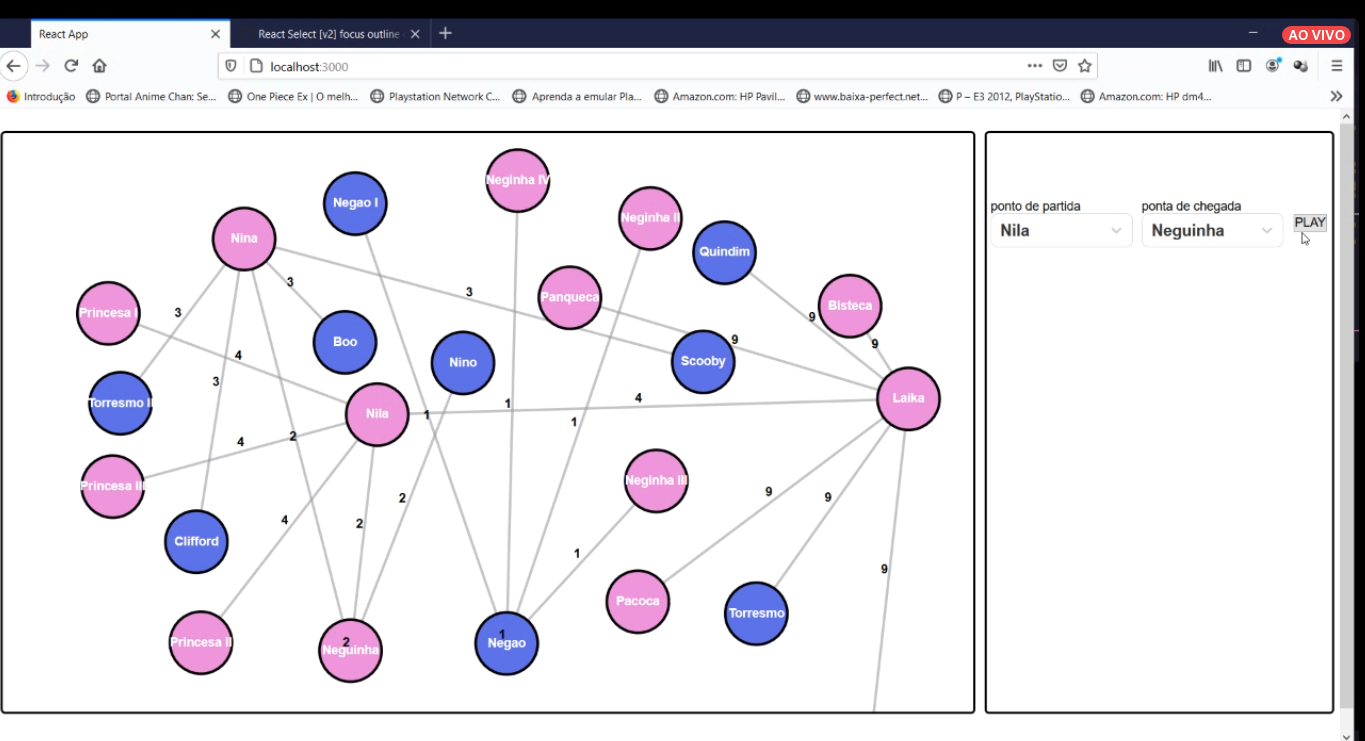 React App
React Select [v2] focus outline
AO VIVO
localhost:3000
Introdução
Portal Anime Chan: Se...
One Piece Ex | O melh...
Playstation Network C...
Aprenda a emular Pla...
Amazon.com: HP Pavil...
www.baixa-perfect.net...
P – E3 2012, PlayStatio...
Amazon.com: HP dm4...
Neginha IV
Negao I
Neginha II
Nina
Quindim
3
3
Panqueca
Bisteca
Princesa I
3
9
Boo
9
9
4
Nino
Scooby
3
4
Laika
Torresmo II
1
Nila
1
1
2
4
Neginha III
Princesa III
9
2
9
4
2
Clifford
1
9
Pacoca
Torresmo
1
Princesa II
2
Neguinha
Negao
ponto de partida
ponta de chegada
Nila
Neguinha
PLAY